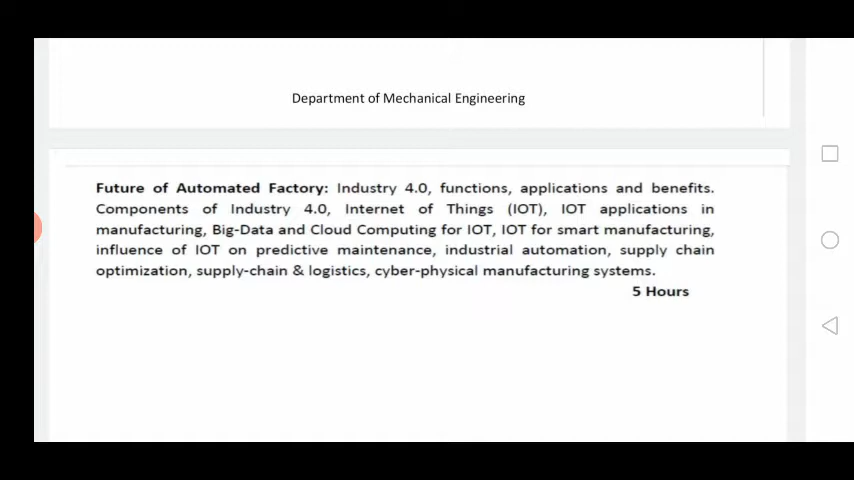 Department of Mechanical Engineering
Future of Automated Factory: Industry 4.0, functions, applications and benefits.
Components of Industry 4.0, Internet of Things (IOT), IOT applications in
manufacturing, Big-Data and Cloud Computing for IOT, IOT for smart manufacturing,
influence of IOT on predictive maintenance, industrial automation, supply chain
optimization, supply-chain & logistics, cyber-physical manufacturing systems.
5 Hours